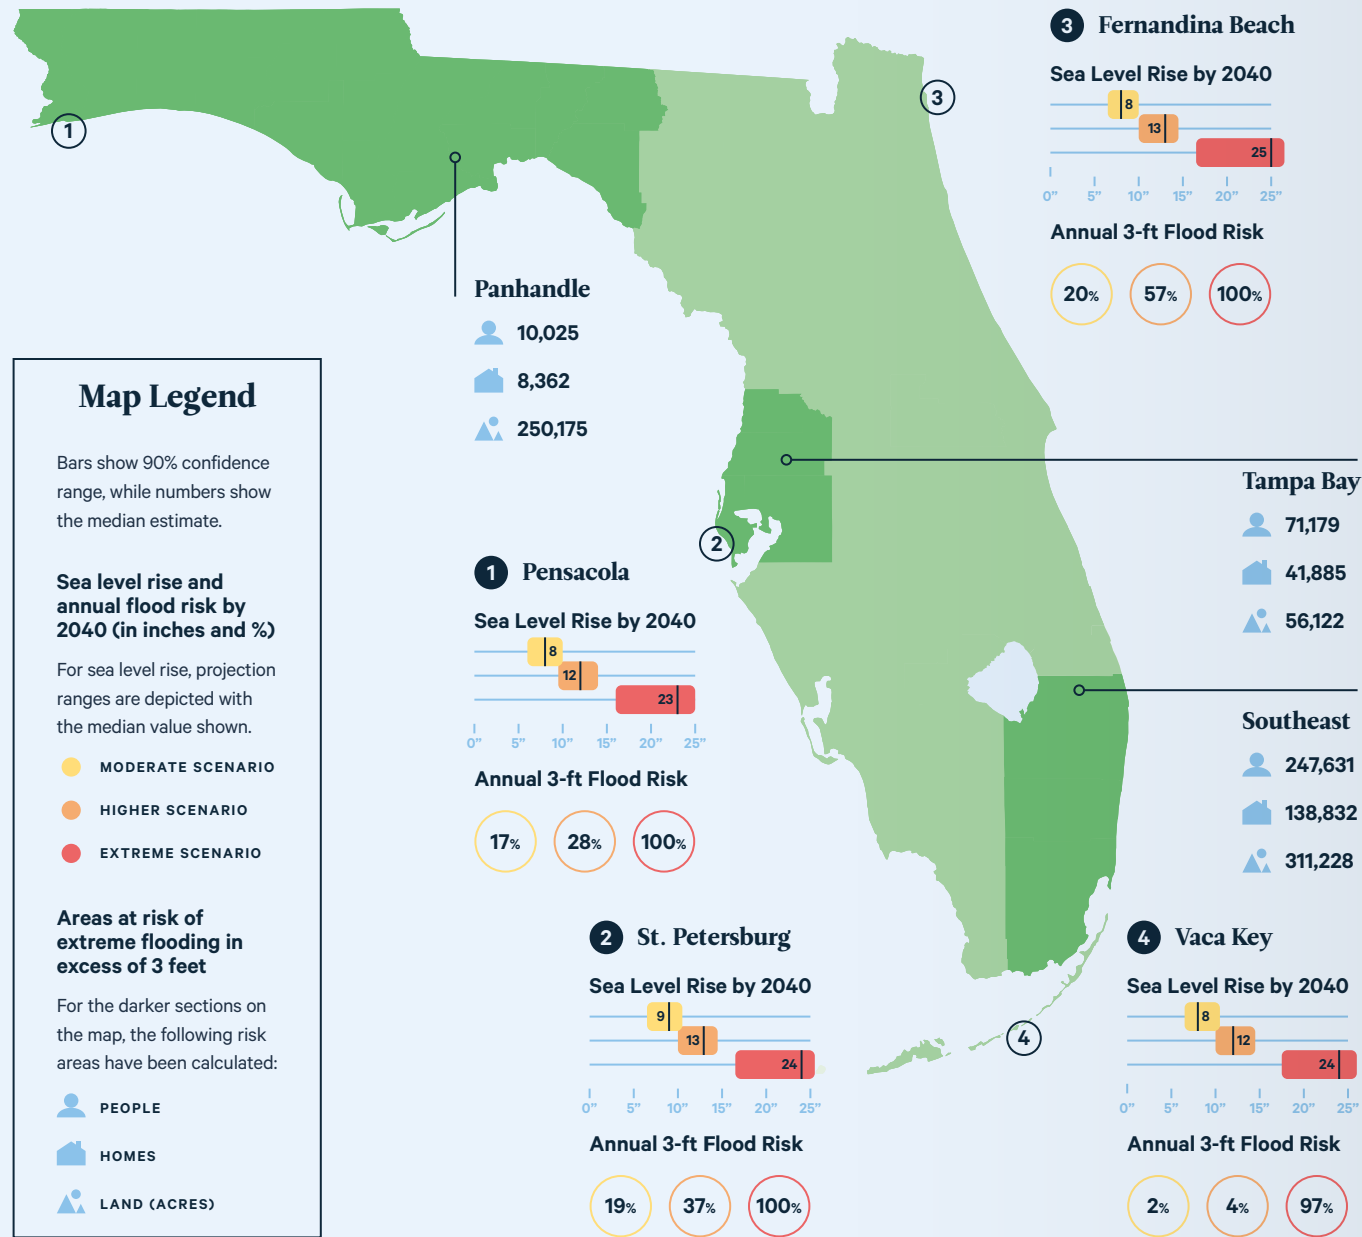 1
3
2
4
3 Fernandina Beach
Sea Level Rise by 2040
8
13
25
0” 5” 10” 15” 20” 25”
Annual 3-ft Flood Risk
20% 57% 100%
Panhandle
10,025
8,362
250,175
Map Legend
Bars show 90% confidence
range, while numbers show
the median estimate.
Sea level rise and
annual flood risk by
2040 (in inches and %)
For sea level rise, projection
ranges are depicted with
the median value shown.
MODERATE SCENARIO
HIGHER SCENARIO
EXTREME SCENARIO
Areas at risk of
extreme flooding in
excess of 3 feet
For the darker sections on
the map, the following risk
areas have been calculated:
PEOPLE
HOMES
LAND (ACRES)
Tampa Bay
71,179
41,885
56,122
1 Pensacola
Sea Level Rise by 2040
8
12
23
0” 5” 10” 15” 20” 25”
Annual 3-ft Flood Risk
17% 28% 100%
Southeast
247,631
138,832
311,228
2 St. Petersburg
Sea Level Rise by 2040
9
13
24
0” 5” 10” 15” 20” 25”
Annual 3-ft Flood Risk
19% 37% 100%
4 Vaca Key
Sea Level Rise by 2040
8
12
24
0” 5” 10” 15” 20” 25”
Annual 3-ft Flood Risk
2% 4% 97%